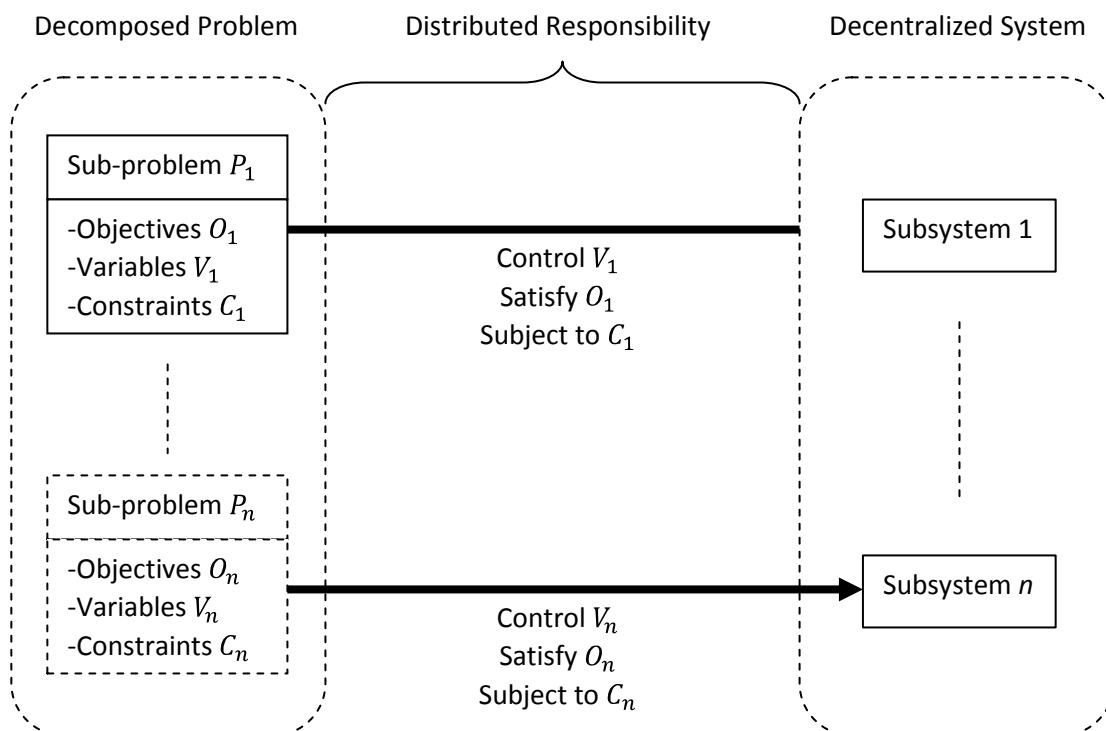 Decomposed Problem
Distributed Responsibility
Decentralized System
Sub-problem P₁
-Objectives O₁
-Variables V₁
-Constraints C₁
Control V₁
Satisfy O₁
Subject to C₁
Subsystem 1
Sub-problem Pₙ
-Objectives Oₙ
-Variables Vₙ
-Constraints Cₙ
Control Vₙ
Satisfy Oₙ
Subject to Cₙ
Subsystem n